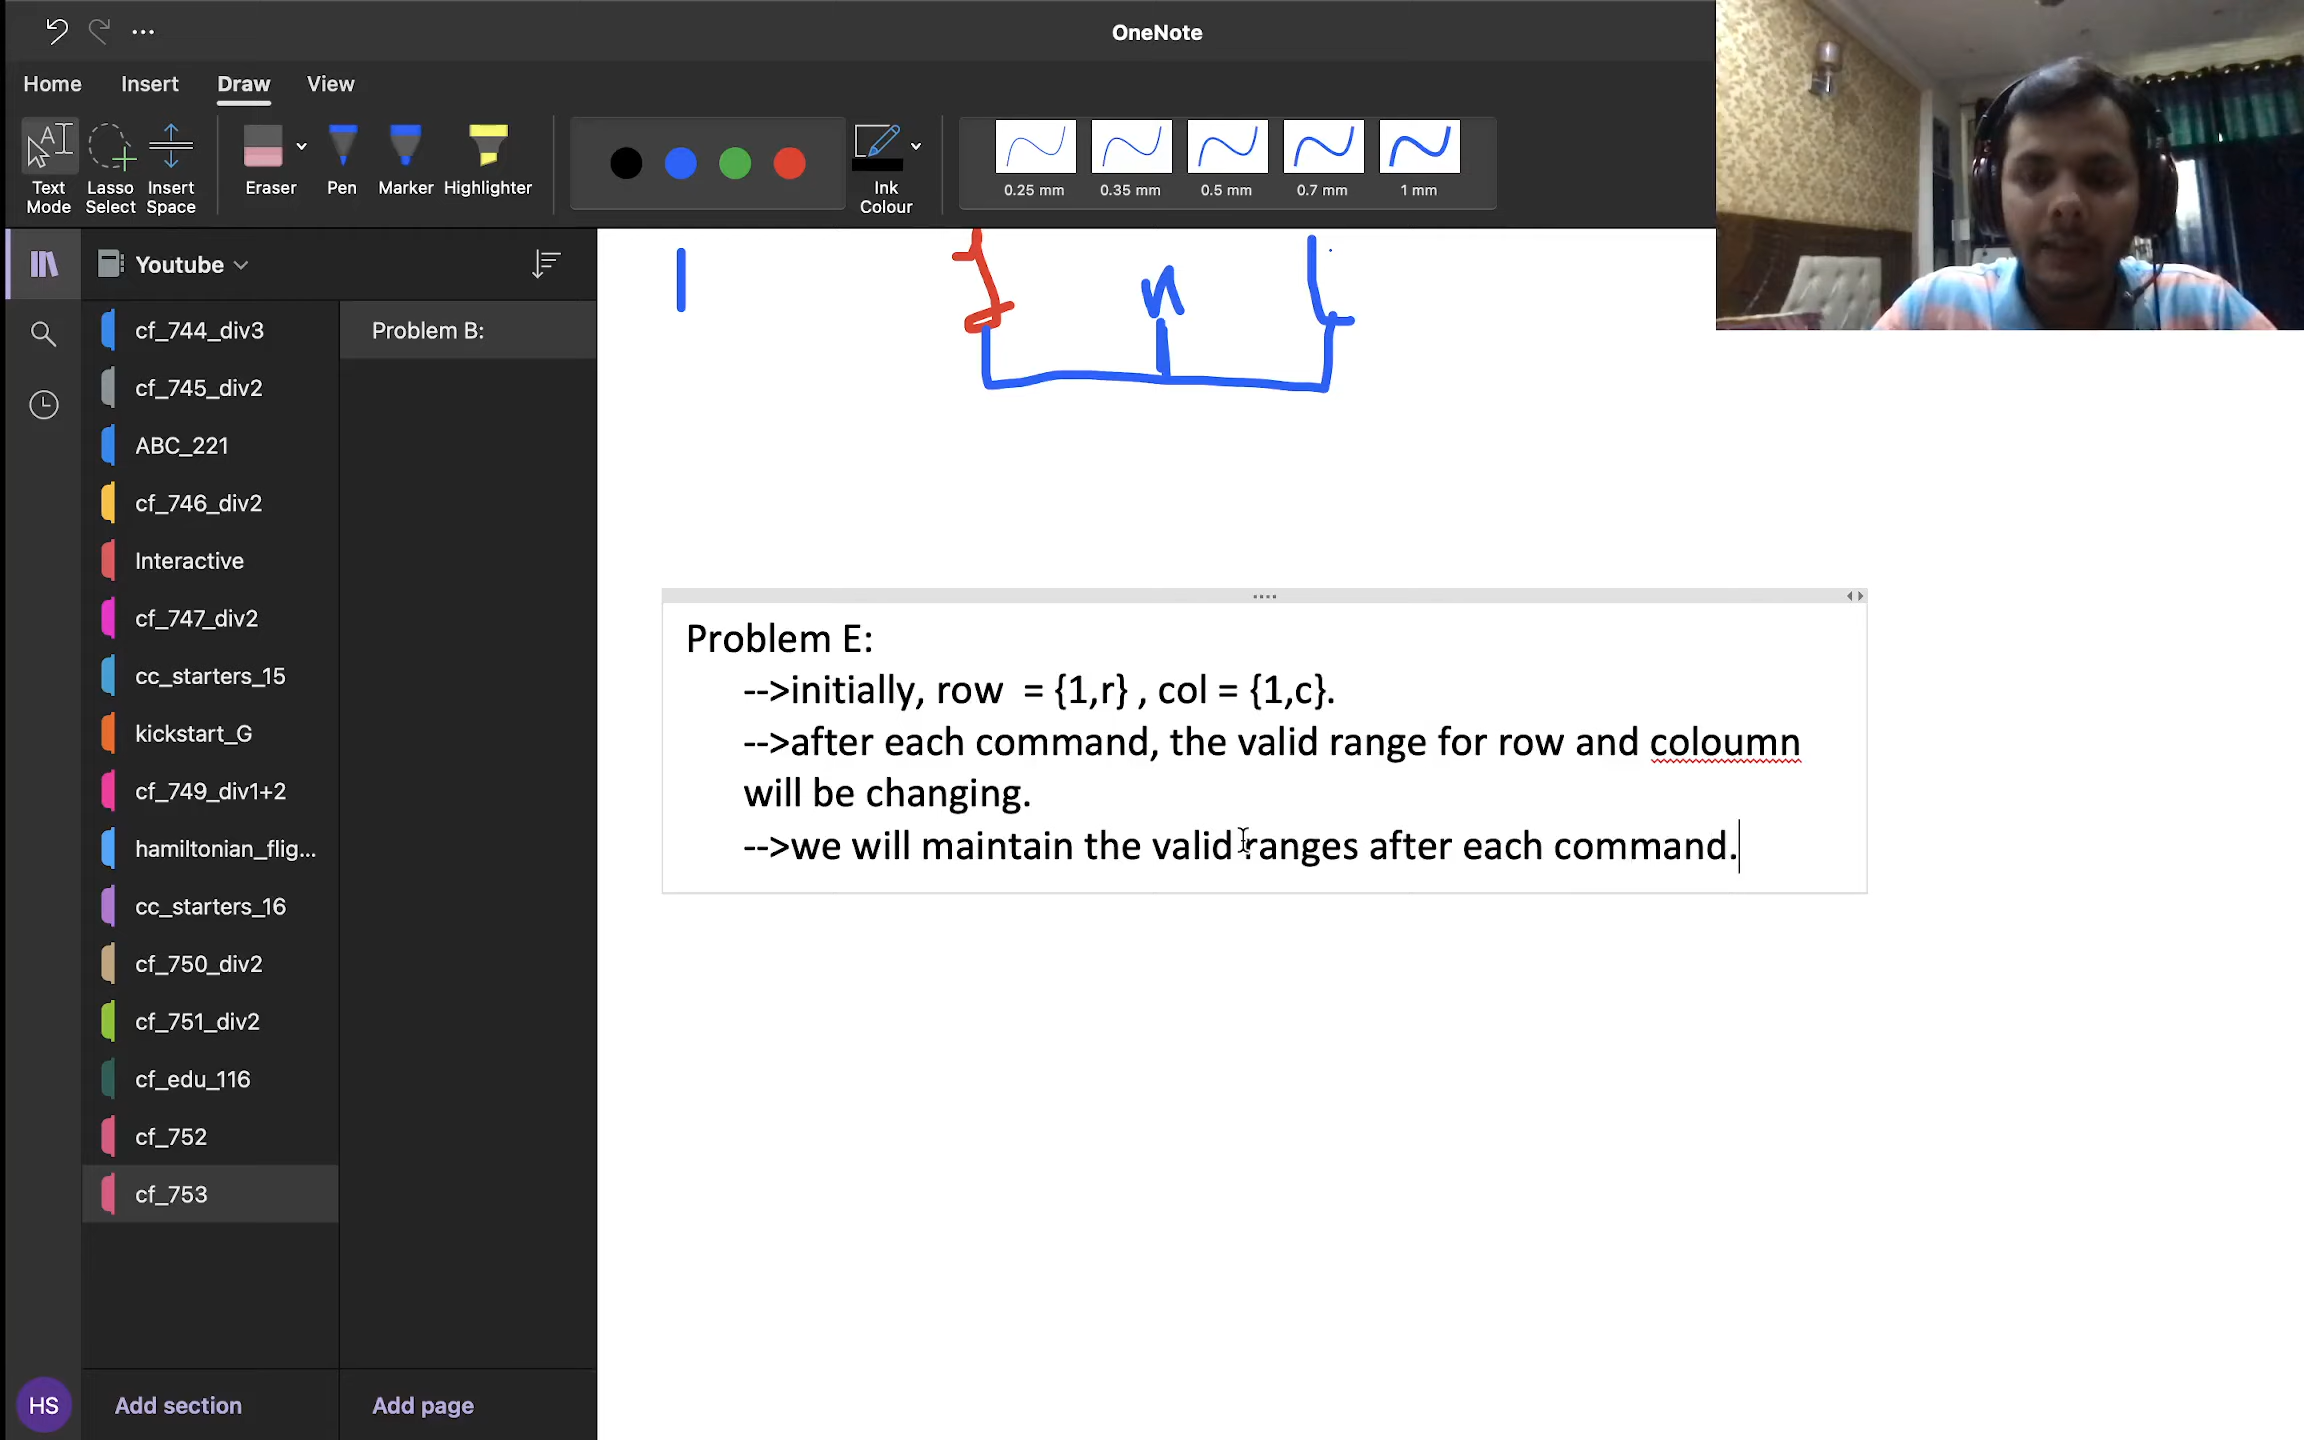 OneNote
Home Insert Draw View
Text Mode
Lasso Select
Insert Space
Eraser
Pen
Marker
Highlighter
Ink Colour
0.25 mm
0.35 mm
0.5 mm
0.7 mm
1 mm
Youtube
cf_744_div3
cf_745_div2
ABC_221
cf_746_div2
Interactive
cf_747_div2
cc_starters_15
kickstart_G
cf_749_div1+2
hamiltonian_flig...
cc_starters_16
cf_750_div2
cf_751_div2
cf_edu_116
cf_752
cf_753
HS
Add section
Problem B:
Add page
n
Problem E:
-->initially, row = {1,r} , col = {1,c}.
-->after each command, the valid range for row and coloumn
will be changing.
-->we will maintain the valid ranges after each command.